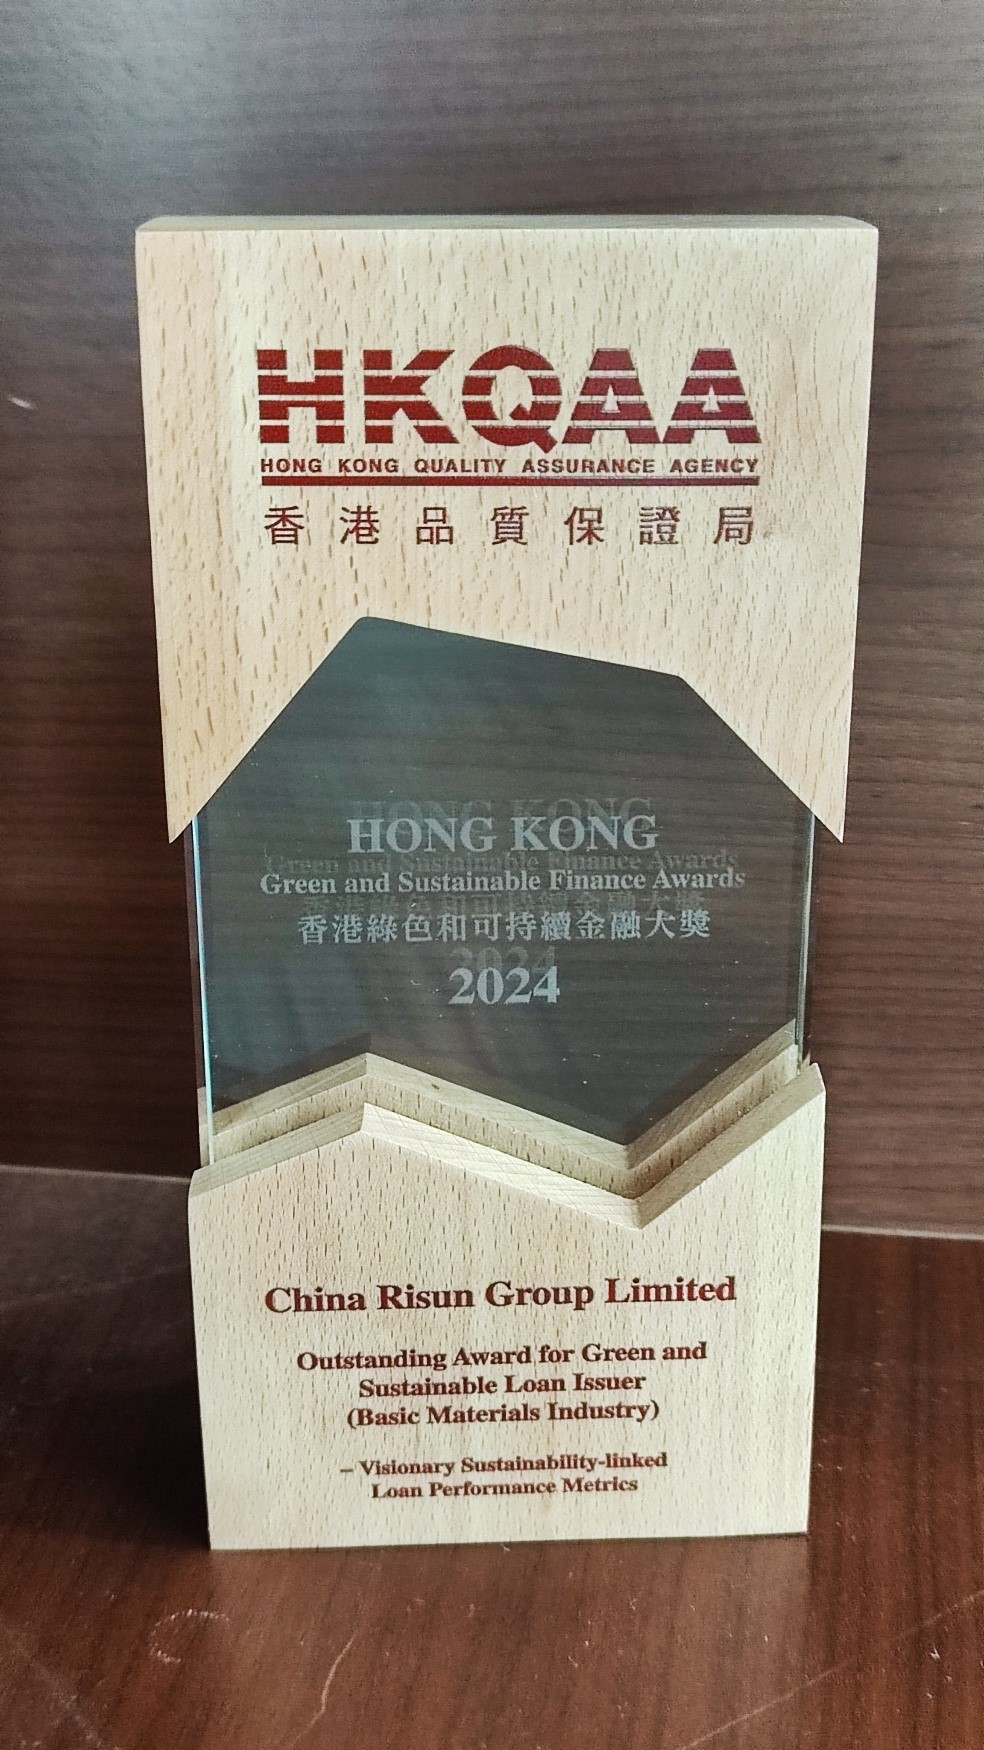 HKQAA
HONG KONG QUALITY ASSURANCE AGENCY
香港品質保證局
HONG KONG
Green and Sustainable Finance Awards
香港綠色和可持續金融大獎
2024
China Risun Group Limited
Outstanding Award for Green and
Sustainable Loan Issuer
(Basic Materials Industry)
– Visionary Sustainability-linked
Loan Performance Metrics